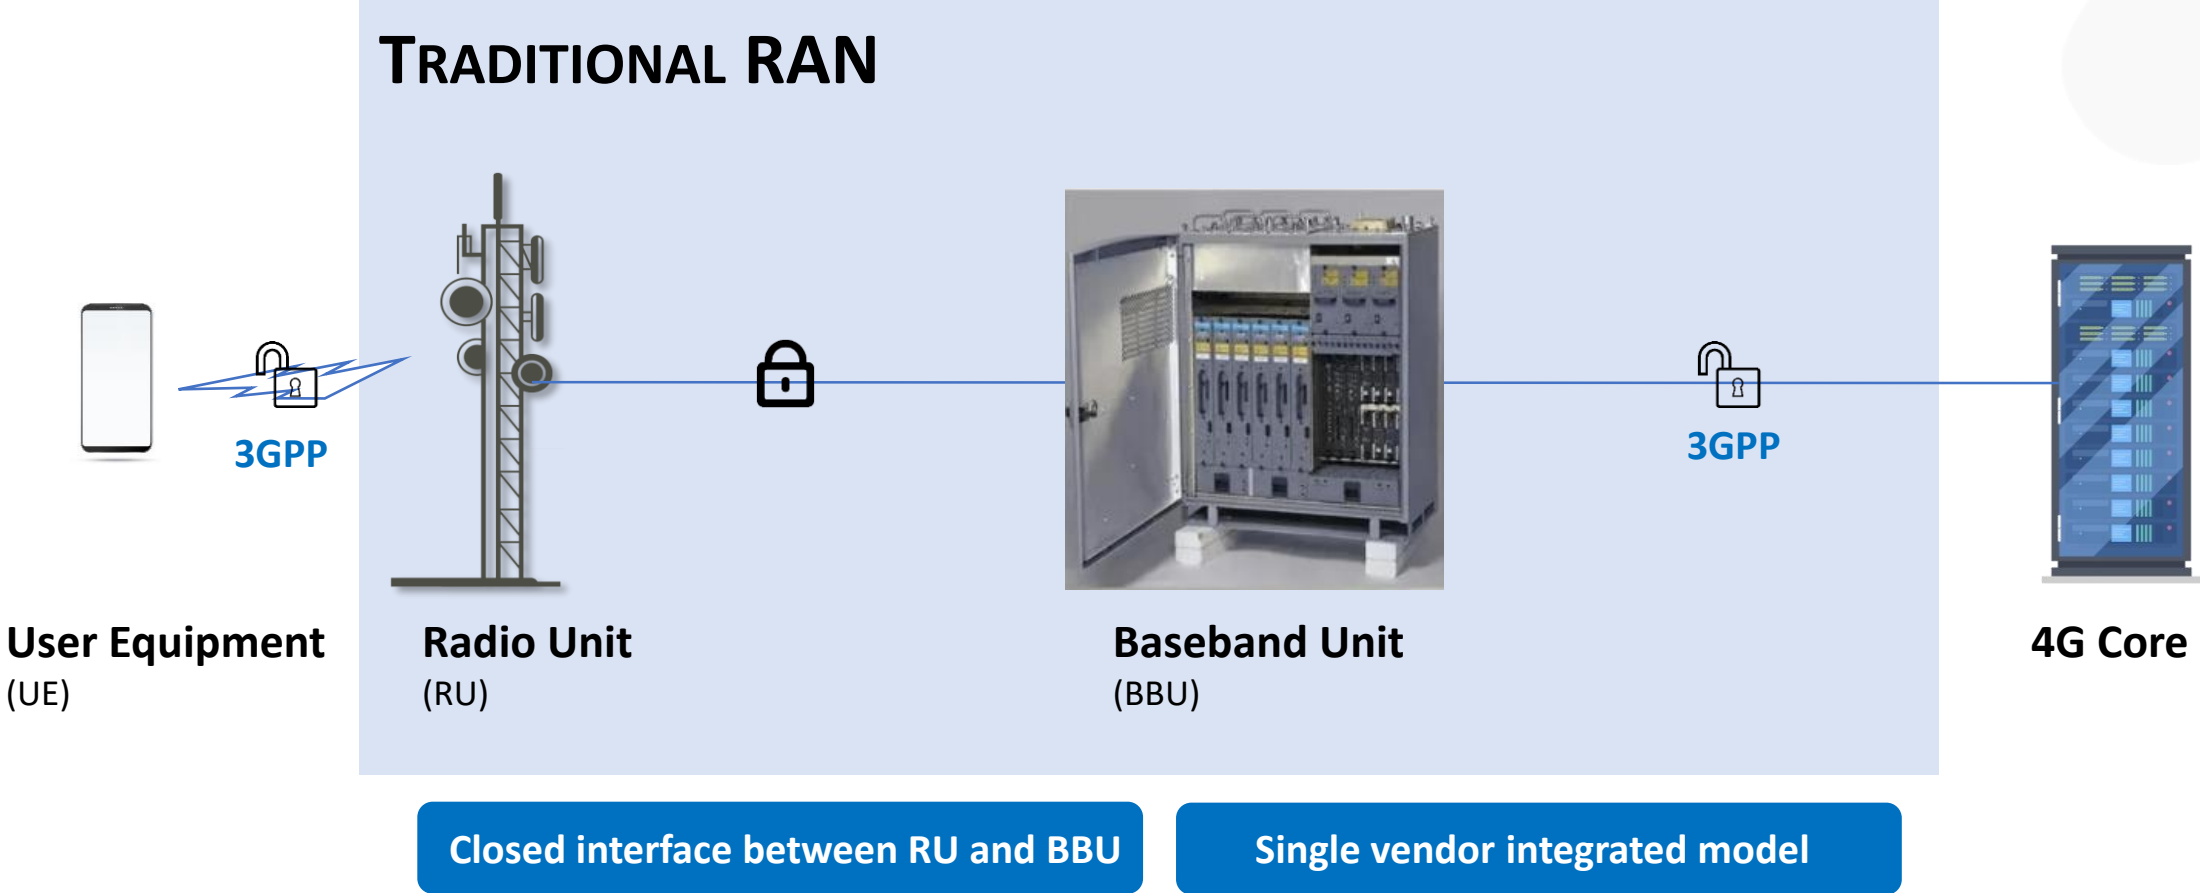 TRADITIONAL RAN
3GPP
3GPP
User Equipment
(UE)
Radio Unit
(RU)
Baseband Unit
(BBU)
4G Core
Closed interface between RU and BBU
Single vendor integrated model